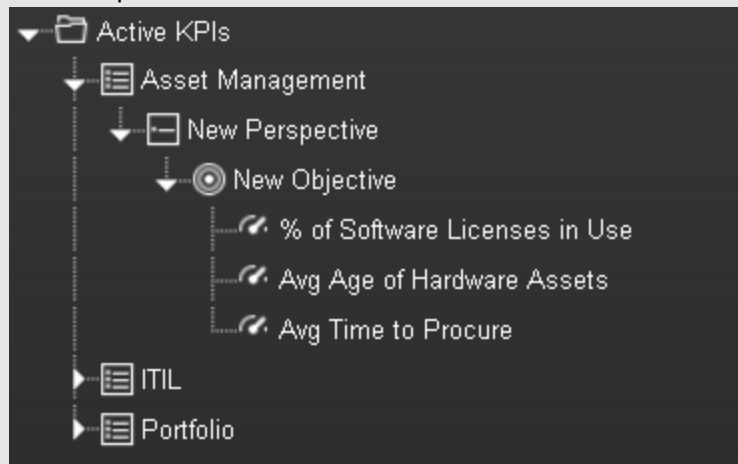 Active KPIs
Asset Management
New Perspective
New Objective
% of Software Licenses in Use
Avg Age of Hardware Assets
Avg Time to Procure
ITIL
Portfolio